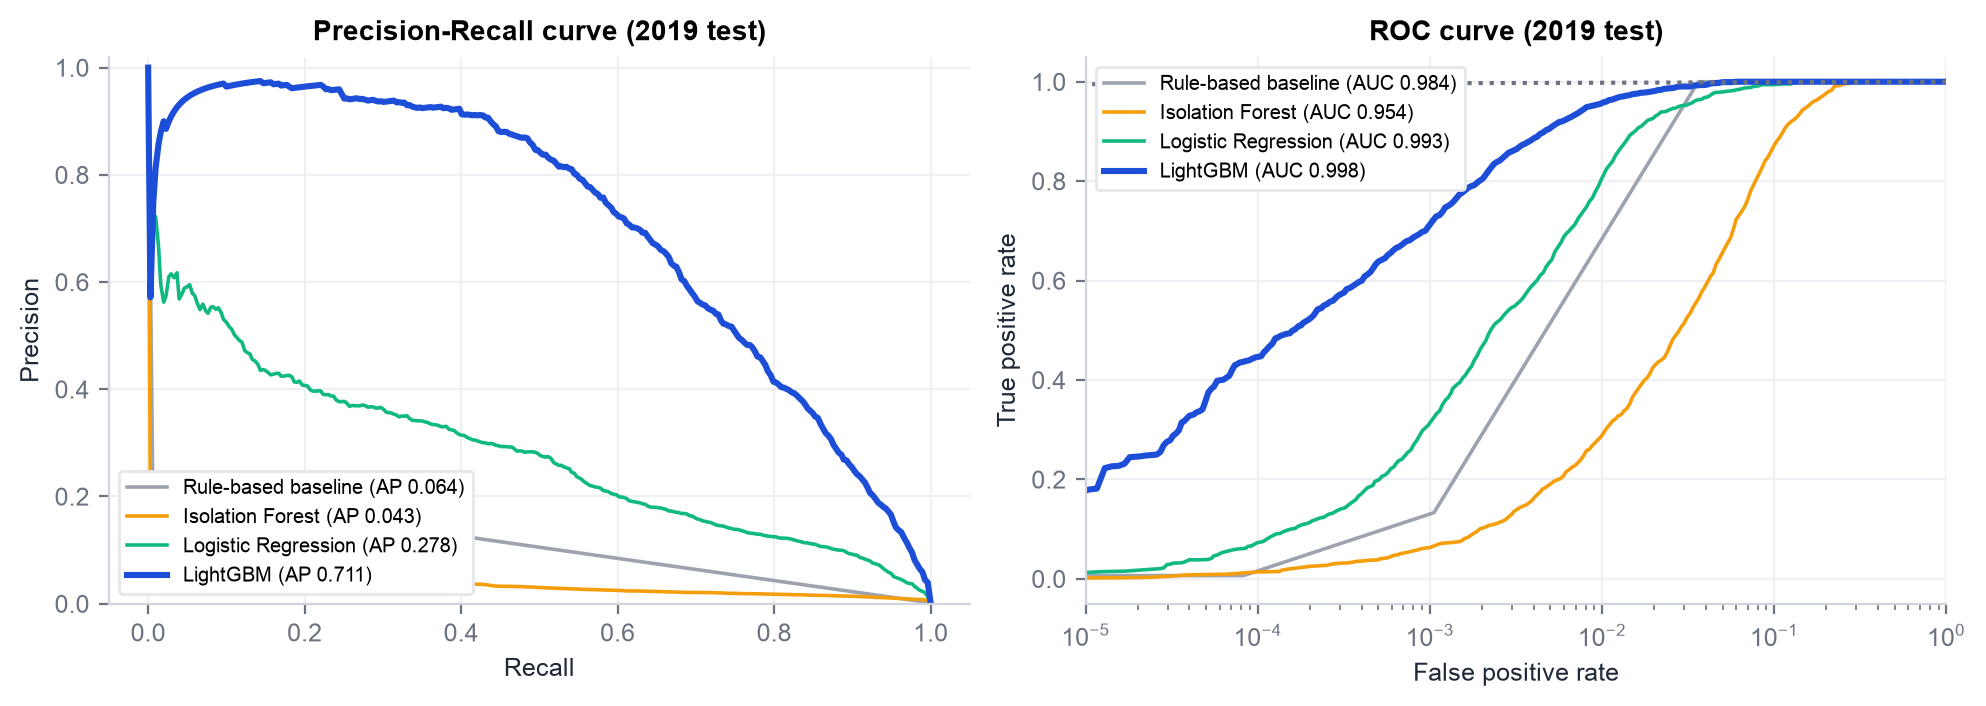 Precision-Recall curve (2019 test)
1.0
0.8
0.6
0.4
0.2
0.0
Precision
Rule-based baseline (AP 0.064)
Isolation Forest (AP 0.043)
Logistic Regression (AP 0.278)
LightGBM (AP 0.711)
0.0 0.2 0.4 0.6 0.8 1.0
Recall
ROC curve (2019 test)
1.0
0.8
0.6
0.4
0.2
0.0
True positive rate
Rule-based baseline (AUC 0.984)
Isolation Forest (AUC 0.954)
Logistic Regression (AUC 0.993)
LightGBM (AUC 0.998)
10⁻⁵ 10⁻⁴ 10⁻³ 10⁻² 10⁻¹ 10⁰
False positive rate